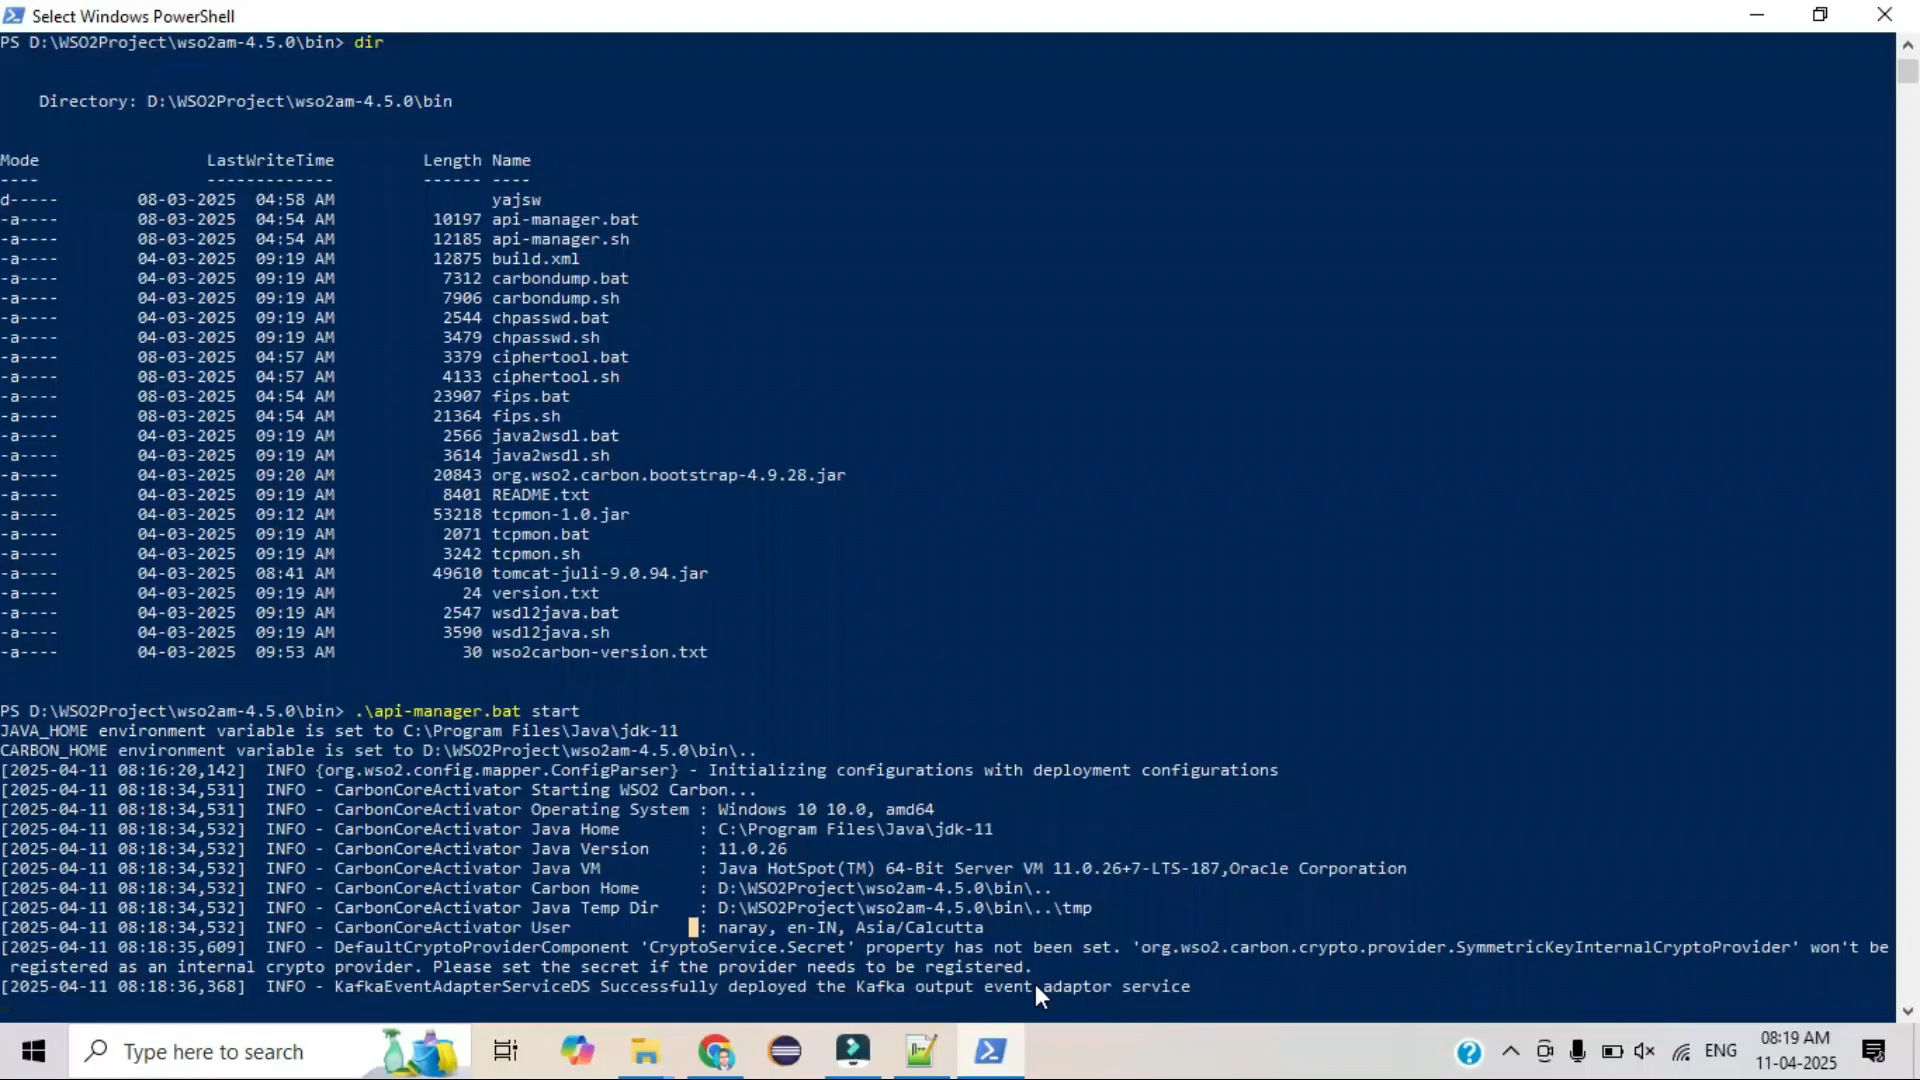 Select Windows PowerShell
PS D:\WSO2Project\wso2am-4.5.0\bin> dir
Directory: D:\WSO2Project\wso2am-4.5.0\bin
Mode                 LastWriteTime         Length Name
----                 -------------         ------ ----
d-----        08-03-2025  04:58 AM                yajsw
-a----        08-03-2025  04:54 AM          10197 api-manager.bat
-a----        08-03-2025  04:54 AM          12185 api-manager.sh
-a----        04-03-2025  09:19 AM          12875 build.xml
-a----        04-03-2025  09:19 AM           7312 carbondump.bat
-a----        04-03-2025  09:19 AM           7906 carbondump.sh
-a----        04-03-2025  09:19 AM           2544 chpasswd.bat
-a----        04-03-2025  09:19 AM           3479 chpasswd.sh
-a----        08-03-2025  04:57 AM           3379 ciphertool.bat
-a----        08-03-2025  04:57 AM           4133 ciphertool.sh
-a----        08-03-2025  04:54 AM          23907 fips.bat
-a----        08-03-2025  04:54 AM          21364 fips.sh
-a----        04-03-2025  09:19 AM           2566 java2wsdl.bat
-a----        04-03-2025  09:19 AM           3614 java2wsdl.sh
-a----        04-03-2025  09:20 AM          20843 org.wso2.carbon.bootstrap-4.9.28.jar
-a----        04-03-2025  09:19 AM           8401 README.txt
-a----        04-03-2025  09:12 AM          53218 tcpmon-1.0.jar
-a----        04-03-2025  09:19 AM           2071 tcpmon.bat
-a----        04-03-2025  09:19 AM           3242 tcpmon.sh
-a----        04-03-2025  08:41 AM          49610 tomcat-juli-9.0.94.jar
-a----        04-03-2025  09:19 AM             24 version.txt
-a----        04-03-2025  09:19 AM           2547 wsdl2java.bat
-a----        04-03-2025  09:19 AM           3590 wsdl2java.sh
-a----        04-03-2025  09:53 AM             30 wso2carbon-version.txt
PS D:\WSO2Project\wso2am-4.5.0\bin> .\api-manager.bat start
JAVA_HOME environment variable is set to C:\Program Files\Java\jdk-11
CARBON_HOME environment variable is set to D:\WSO2Project\wso2am-4.5.0\bin\..
[2025-04-11 08:16:20,142]  INFO {org.wso2.config.mapper.ConfigParser} - Initializing configurations with deployment configurations
[2025-04-11 08:18:34,531]  INFO - CarbonCoreActivator Starting WSO2 Carbon...
[2025-04-11 08:18:34,531]  INFO - CarbonCoreActivator Operating System : Windows 10 10.0, amd64
[2025-04-11 08:18:34,532]  INFO - CarbonCoreActivator Java Home        : C:\Program Files\Java\jdk-11
[2025-04-11 08:18:34,532]  INFO - CarbonCoreActivator Java Version     : 11.0.26
[2025-04-11 08:18:34,532]  INFO - CarbonCoreActivator Java VM          : Java HotSpot(TM) 64-Bit Server VM 11.0.26+7-LTS-187,Oracle Corporation
[2025-04-11 08:18:34,532]  INFO - CarbonCoreActivator Carbon Home      : D:\WSO2Project\wso2am-4.5.0\bin\..
[2025-04-11 08:18:34,532]  INFO - CarbonCoreActivator Java Temp Dir    : D:\WSO2Project\wso2am-4.5.0\bin\..\tmp
[2025-04-11 08:18:34,532]  INFO - CarbonCoreActivator User             : naray, en-IN, Asia/Calcutta
[2025-04-11 08:18:35,609]  INFO - DefaultCryptoProviderComponent 'CryptoService.Secret' property has not been set. 'org.wso2.carbon.crypto.provider.SymmetricKeyInternalCryptoProvider' won't be
registered as an internal crypto provider. Please set the secret if the provider needs to be registered.
[2025-04-11 08:18:36,368]  INFO - KafkaEventAdapterServiceDS Successfully deployed the Kafka output event adaptor service
Type here to search
ENG
08:19 AM
11-04-2025